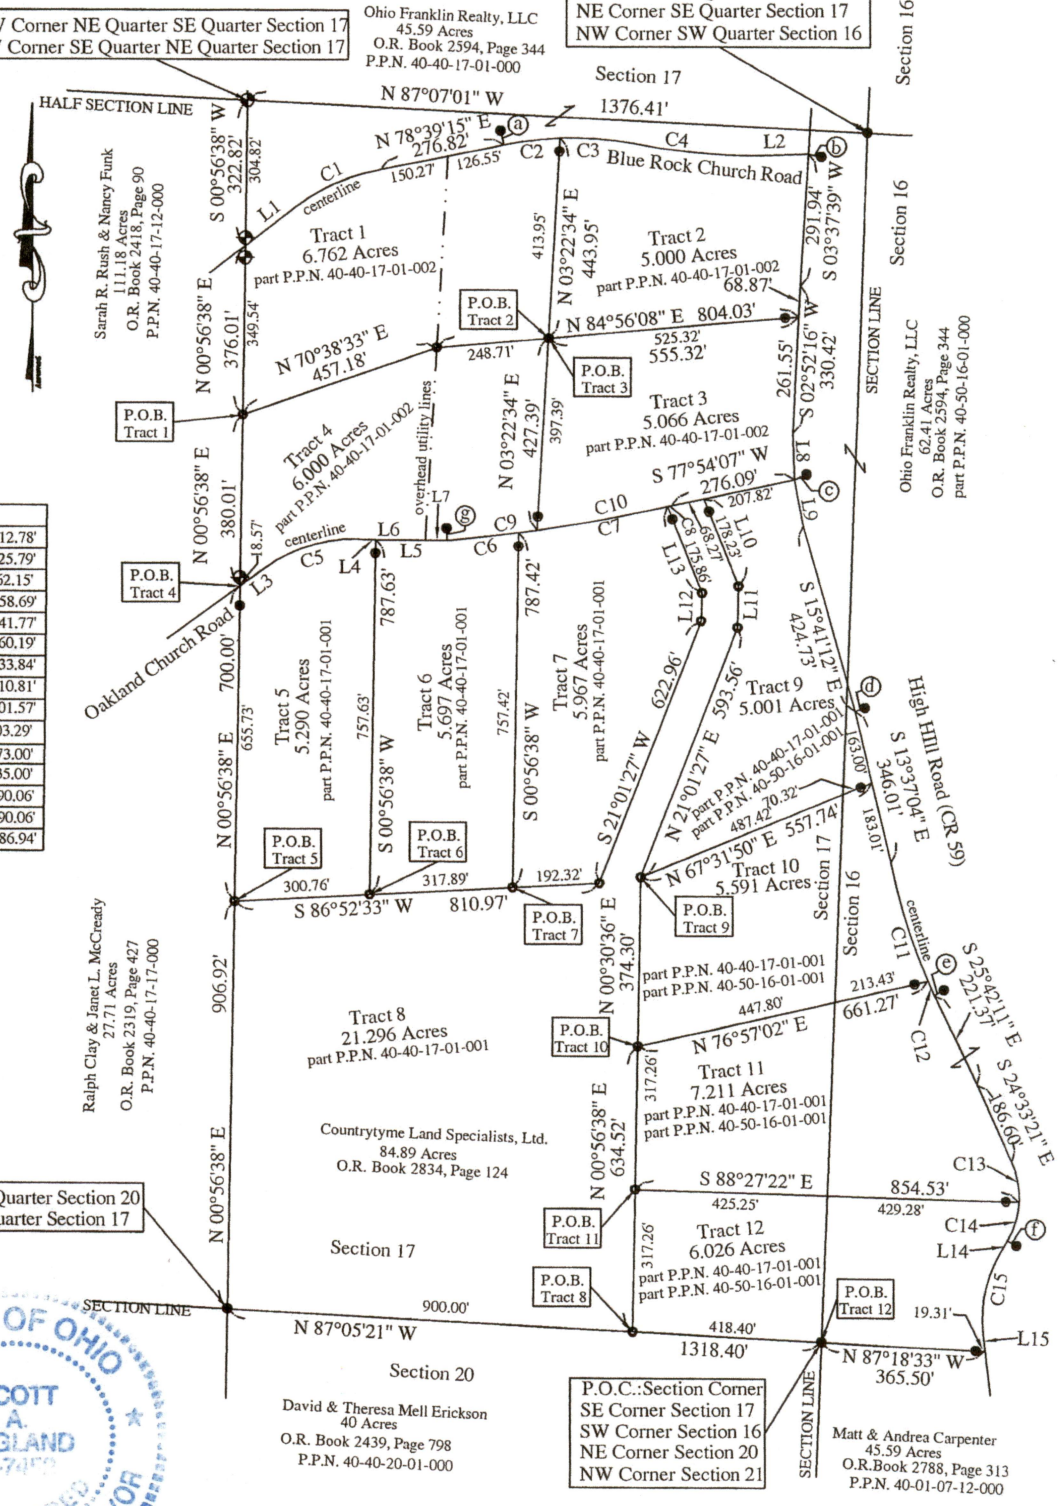 Corner NE Quarter SE Quarter Section 17
Corner SE Quarter NE Quarter Section 17
Ohio Franklin Realty, LLC
45.59 Acres
O.R. Book 2594, Page 344
P.P.N. 40-40-17-01-000
NE Corner SE Quarter Section 17
NW Corner SW Quarter Section 16
Section 16
Section 17
HALF SECTION LINE
N 87°07'01" W
1376.41'
S 00°56'38" W
322.82'
304.82'
N 78°39'15" E
276.82'
a
150.27'
126.55'
C1
centerline
L1
C2
C3
C4
L2
b
Blue Rock Church Road
291.94'
S 03°37'39" W
Section 16
Sarah R. Rush & Nancy Funk
111.18 Acres
O.R. Book 2418, Page 90
P.P.N. 40-40-17-12-000
Tract 1
6.762 Acres
part P.P.N. 40-40-17-01-002
413.95'
N 03°22'34" E
443.95'
Tract 2
5.000 Acres
part P.P.N. 40-40-17-01-002
68.87'
N 00°56'38" E
376.01'
349.54'
P.O.B.
Tract 2
N 84°56'08" E 804.03'
525.32'
555.32'
N 70°38'33" E
457.18'
248.71'
P.O.B.
Tract 3
261.55'
S 02°52'16" W
330.42'
SECTION LINE
Ohio Franklin Realty, LLC
62.41 Acres
O.R. Book 2594, Page 344
part P.P.N. 40-50-16-01-000
P.O.B.
Tract 1
Tract 4
6.000 Acres
part P.P.N. 40-40-17-01-002
overhead utility lines
N 03°22'34" E
427.39'
397.39'
Tract 3
5.066 Acres
part P.P.N. 40-40-17-01-002
S 77°54'07" W
276.09'
207.82'
L8
c
L9
N 00°56'38" E
380.01'
18.57'
L7
g
centerline
L6
L5
L4
C5
C6
C9
C10
C7
L3
P.O.B.
Tract 4
Oakland Church Road
12.78'
25.79'
52.15'
58.69'
41.77'
60.19'
33.84'
10.81'
01.57'
03.29'
73.00'
35.00'
90.06'
90.06'
86.94'
C8
68.27'
L10
178.23'
L13
175.86'
L12
L11
N 00°56'38" E
700.00'
655.73'
Tract 5
5.290 Acres
part P.P.N. 40-40-17-01-001
787.63'
757.63'
S 00°56'38" W
Tract 6
5.697 Acres
part P.P.N. 40-40-17-01-001
787.42'
757.42'
S 00°56'38" W
Tract 7
5.967 Acres
part P.P.N. 40-40-17-01-001
622.96'
S 21°01'27" W
593.56'
N 21°01'27" E
S 15°41'12" E
424.73'
Tract 9
5.001 Acres
part P.P.N. 40-40-17-01-001
part P.P.N. 40-50-16-01-001
d
High HIll Road (CR 59)
163.00'
S 13°37'04" E
346.01'
183.01'
70.32'
487.42'
N 67°31'50" E 557.74'
Tract 10
5.591 Acres
Section 17
Section 16
P.O.B.
Tract 5
P.O.B.
Tract 6
300.76'
317.89'
192.32'
S 86°52'33" W
810.97'
P.O.B.
Tract 7
P.O.B.
Tract 9
N 00°30'36" E
374.30'
part P.P.N. 40-40-17-01-001
part P.P.N. 40-50-16-01-001
centerline
C11
e
S 25°42'11" E
221.37'
C12
213.43'
661.27'
447.80'
N 76°57'02" E
Ralph Clay & Janet L. McCready
27.71 Acres
O.R. Book 2319, Page 427
P.P.N. 40-40-17-17-000
906.92'
N 00°56'38" E
Tract 8
21.296 Acres
part P.P.N. 40-40-17-01-001
P.O.B.
Tract 10
N 00°56'38" E
634.52'
317.26'
Tract 11
7.211 Acres
part P.P.N. 40-40-17-01-001
part P.P.N. 40-50-16-01-001
S 24°33'21" E
186.60'
Countrytyme Land Specialists, Ltd.
84.89 Acres
O.R. Book 2834, Page 124
S 88°27'22" E
854.53'
425.25'
429.28'
C13
C14
L14
f
C15
P.O.B.
Tract 11
317.26'
Tract 12
6.026 Acres
part P.P.N. 40-40-17-01-001
part P.P.N. 40-50-16-01-001
Quarter Section 20
Quarter Section 17
Section 17
P.O.B.
Tract 8
P.O.B.
Tract 12
19.31'
L15
SECTION LINE
900.00'
N 87°05'21" W
418.40'
1318.40'
N 87°18'33" W
365.50'
Section 20
David & Theresa Mell Erickson
40 Acres
O.R. Book 2439, Page 798
P.P.N. 40-40-20-01-000
P.O.C.:Section Corner
SE Corner Section 17
SW Corner Section 16
NE Corner Section 20
NW Corner Section 21
SECTION LINE
Matt & Andrea Carpenter
45.59 Acres
O.R.Book 2788, Page 313
P.P.N. 40-01-07-12-000
OF OHIO
COTT
A.
GLAND